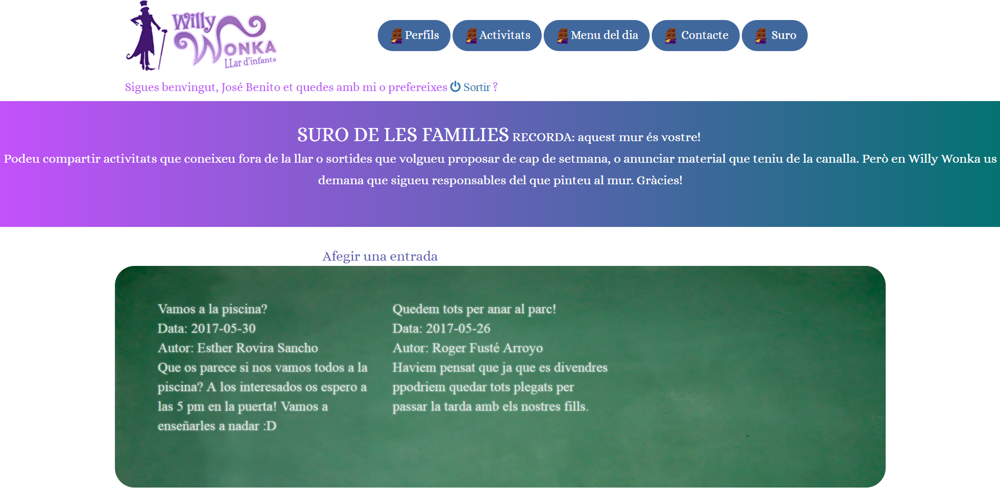 Willy
Wonka
LLar d'infants
Perfils
Activitats
Menu del dia
Contacte
Suro
Sigues benvingut, José Benito et quedes amb mi o prefereixes Sortir ?
SURO DE LES FAMILIES RECORDA: aquest mur és vostre!
Podeu compartir activitats que coneixeu fora de la llar o sortides que volgueu proposar de cap de setmana, o anunciar material que teniu de la canalla. Però en Willy Wonka us
demana que sigueu responsables del que pinteu al mur. Gràcies!
Afegir una entrada
Vamos a la piscina?
Data: 2017-05-30
Autor: Esther Rovira Sancho
Que os parece si nos vamos todos a la
piscina? A los interesados os espero a
las 5 pm en la puerta! Vamos a
enseñarles a nadar :D
Quedem tots per anar al parc!
Data: 2017-05-26
Autor: Roger Fusté Arroyo
Haviem pensat que ja que es divendres
ppodriem quedar tots plegats per
passar la tarda amb els nostres fills.